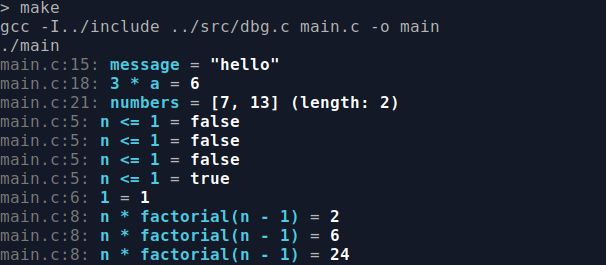 > make
gcc -I../include ../src/dbg.c main.c -o main
./main
main.c:15: message = "hello"
main.c:18: 3 * a = 6
main.c:21: numbers = [7, 13] (length: 2)
main.c:5: n <= 1 = false
main.c:5: n <= 1 = false
main.c:5: n <= 1 = false
main.c:5: n <= 1 = true
main.c:6: 1 = 1
main.c:8: n * factorial(n - 1) = 2
main.c:8: n * factorial(n - 1) = 6
main.c:8: n * factorial(n - 1) = 24